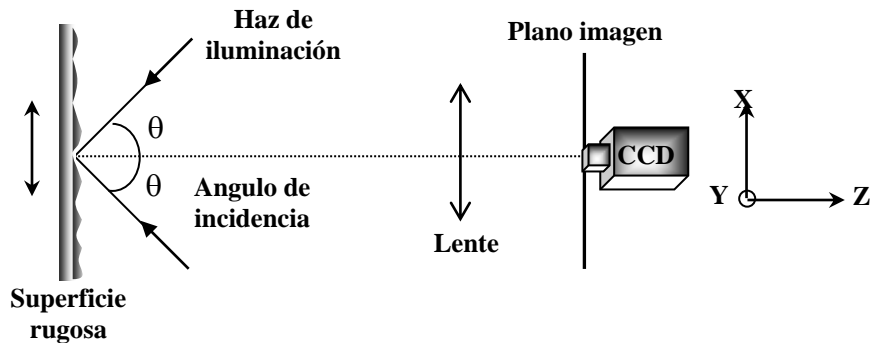 Haz de
iluminación
Plano imagen
θ
θ
Angulo de
incidencia
Lente
CCD
X
Y
Z
Superficie
rugosa